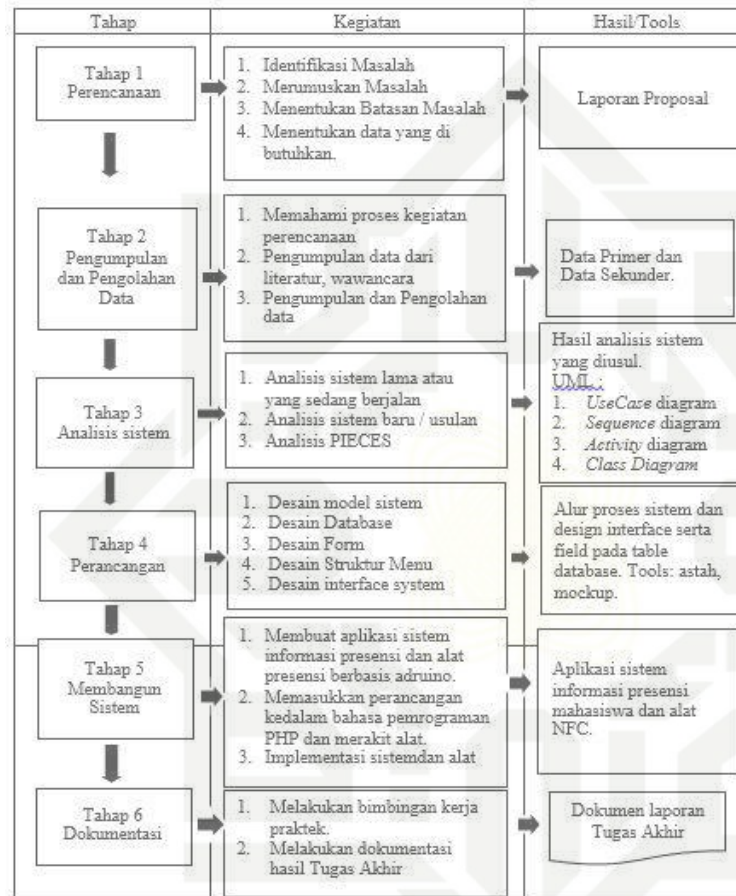 Tahap
Kegiatan
Hasil/Tools
Tahap 1
Perencanaan
1. Identifikasi Masalah
2. Merumuskan Masalah
3. Menentukan Batasan Masalah
4. Menentukan data yang di
butuhkan.
Laporan Proposal
Tahap 2
Pengumpulan
dan Pengolahan
Data
1. Memahami proses kegiatan
perencanaan
2. Pengumpulan data dari
literatur, wawancara
3. Pengumpulan dan Pengolahan
data
Data Primer dan
Data Sekunder.
Tahap 3
Analisis sistem
1. Analisis sistem lama atau
yang sedang berjalan
2. Analisis sistem baru / usulan
3. Analisis PIECES
Hasil analisis sistem
yang diusul.
UML :
1. UseCase diagram
2. Sequence diagram
3. Activity diagram
4. Class Diagram
Tahap 4
Perancangan
1. Desain model sistem
2. Desain Database
3. Desain Form
4. Desain Struktur Menu
5. Desain interface system
Alur proses sistem dan
design interface serta
field pada table
database. Tools: astah,
mockup.
Tahap 5
Membangun
Sistem
1. Membuat aplikasi sistem
informasi presensi dan alat
presensi berbasis adruino.
2. Memasukkan perancangan
kedalam bahasa pemrograman
PHP dan merakit alat.
3. Implementasi sistemdan alat
Aplikasi sistem
informasi presensi
mahasiswa dan alat
NFC.
Tahap 6
Dokumentasi
1. Melakukan bimbingan kerja
praktek.
2. Melakukan dokumentasi
hasil Tugas Akhir
Dokumen laporan
Tugas Akhir